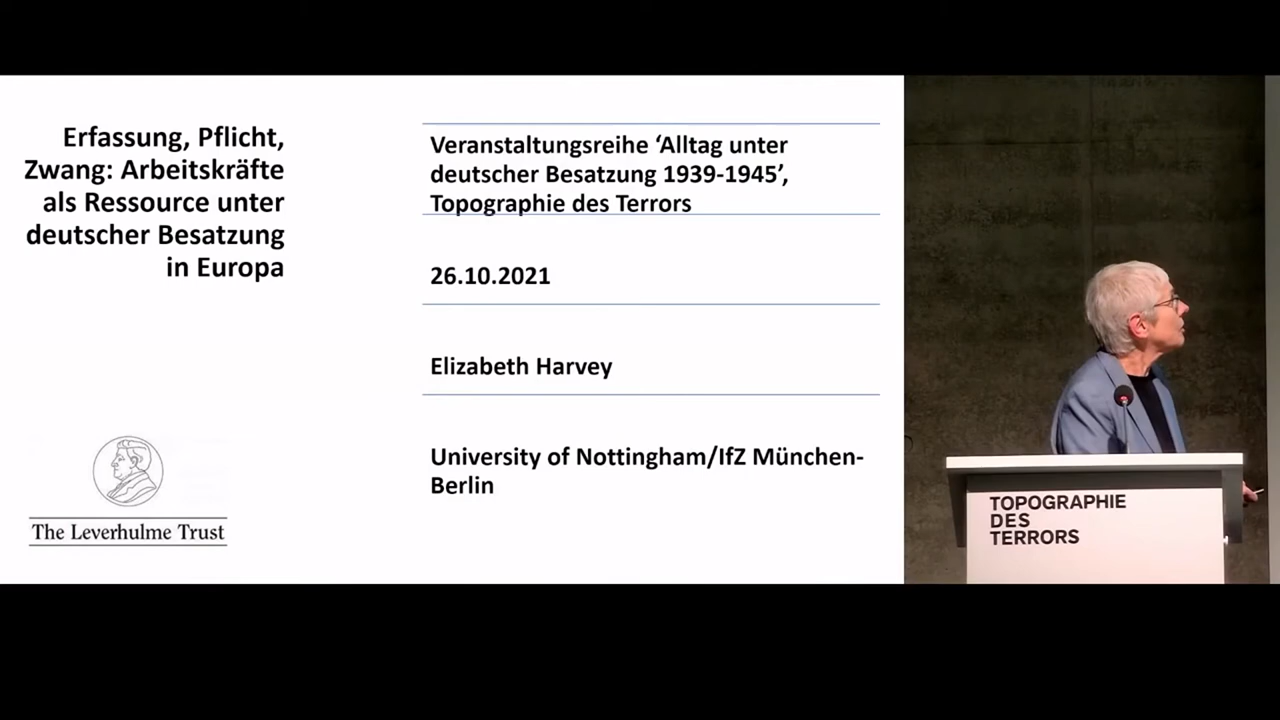 Erfassung, Pflicht,
Zwang: Arbeitskräfte
als Ressource unter
deutscher Besatzung
in Europa
The Leverhulme Trust
Veranstaltungsreihe ‘Alltag unter
deutscher Besatzung 1939-1945’,
Topographie des Terrors
26.10.2021
Elizabeth Harvey
University of Nottingham/IfZ München-
Berlin
TOPOGRAPHIE
DES
TERRORS